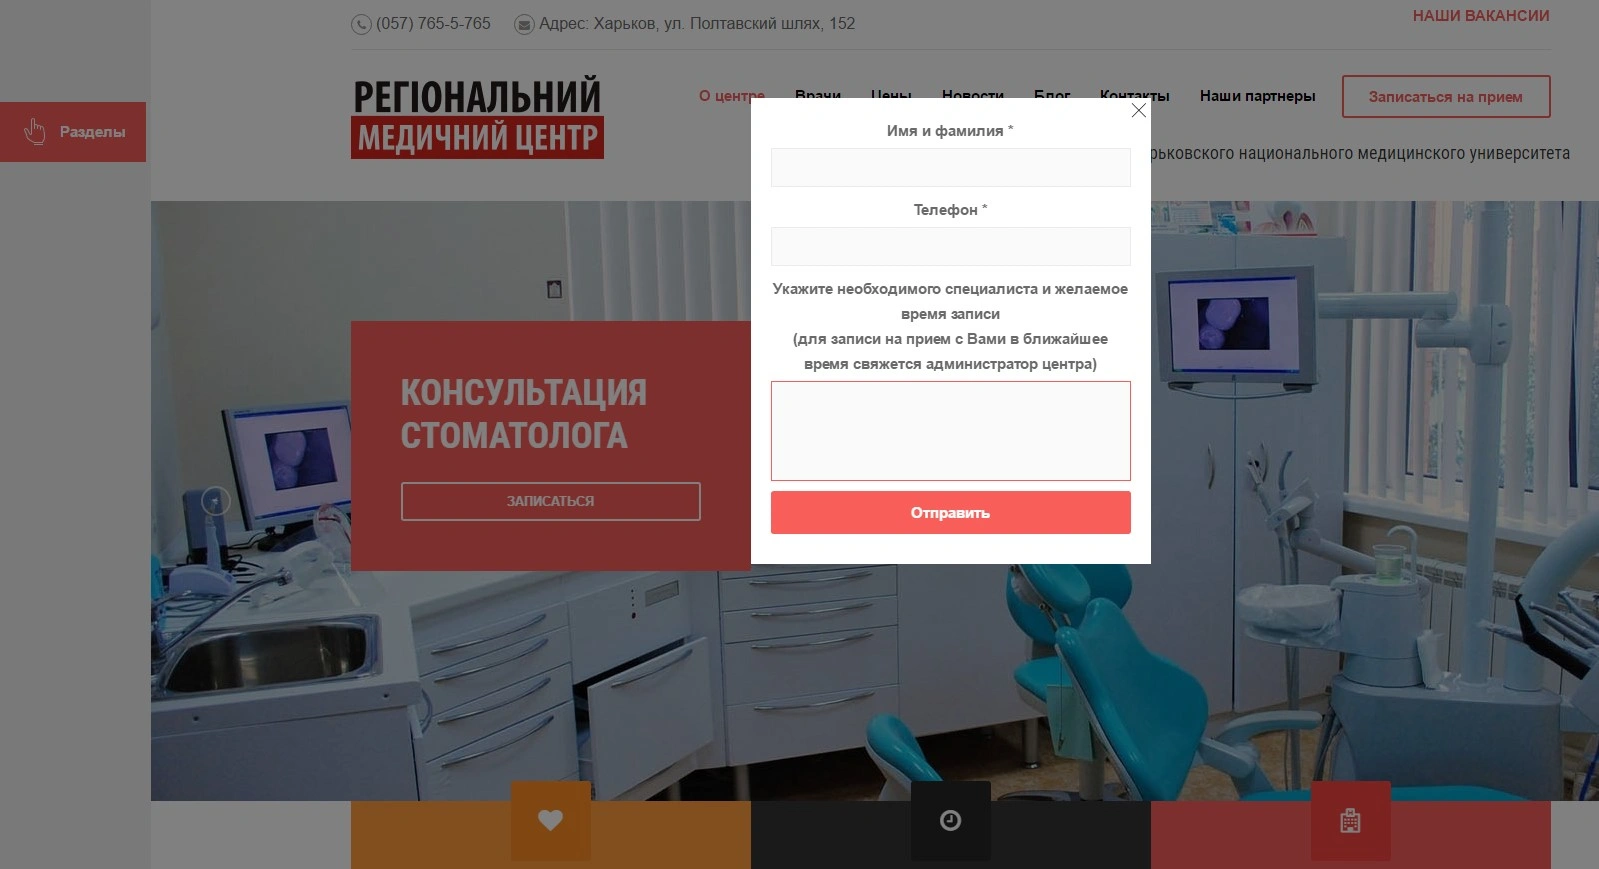 (057) 765-5-765
Адрес: Харьков, ул. Полтавский шлях, 152
НАШИ ВАКАНСИИ
РЕГІОНАЛЬНИЙ
МЕДИЧНИЙ ЦЕНТР
О центре
Врачи
Цены
Новости
Блог
Контакты
Наши партнеры
Записаться на прием
Разделы
рьковского национального медицинского университета
Имя и фамилия *
Телефон *
Укажите необходимого специалиста и желаемое
время записи
(для записи на прием с Вами в ближайшее
время свяжется администратор центра)
Отправить
КОНСУЛЬТАЦИЯ
СТОМАТОЛОГА
ЗАПИСАТЬСЯ